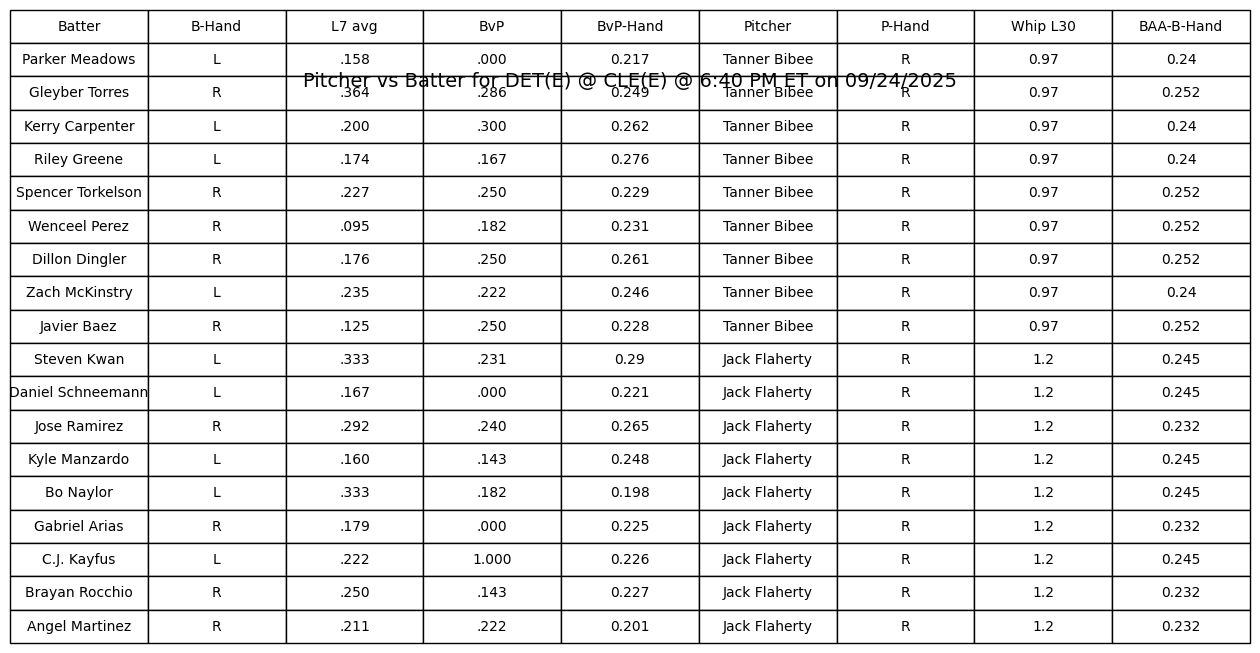 Batter B-Hand L7 avg BvP BvP-Hand Pitcher P-Hand Whip L30 BAA-B-Hand
Parker Meadows L .158 .000 0.217 Tanner Bibee R 0.97 0.24
Pitcher vs Batter for DET(E) @ CLE(E) @ 6:40 PM ET on 09/24/2025
Gleyber Torres R .364 .286 0.249 Tanner Bibee R 0.97 0.252
Kerry Carpenter L .200 .300 0.262 Tanner Bibee R 0.97 0.24
Riley Greene L .174 .167 0.276 Tanner Bibee R 0.97 0.24
Spencer Torkelson R .227 .250 0.229 Tanner Bibee R 0.97 0.252
Wenceel Perez R .095 .182 0.231 Tanner Bibee R 0.97 0.252
Dillon Dingler R .176 .250 0.261 Tanner Bibee R 0.97 0.252
Zach McKinstry L .235 .222 0.246 Tanner Bibee R 0.97 0.24
Javier Baez R .125 .250 0.228 Tanner Bibee R 0.97 0.252
Steven Kwan L .333 .231 0.29 Jack Flaherty R 1.2 0.245
Daniel Schneemann L .167 .000 0.221 Jack Flaherty R 1.2 0.245
Jose Ramirez R .292 .240 0.265 Jack Flaherty R 1.2 0.232
Kyle Manzardo L .160 .143 0.248 Jack Flaherty R 1.2 0.245
Bo Naylor L .333 .182 0.198 Jack Flaherty R 1.2 0.245
Gabriel Arias R .179 .000 0.225 Jack Flaherty R 1.2 0.232
C.J. Kayfus L .222 1.000 0.226 Jack Flaherty R 1.2 0.245
Brayan Rocchio R .250 .143 0.227 Jack Flaherty R 1.2 0.232
Angel Martinez R .211 .222 0.201 Jack Flaherty R 1.2 0.232